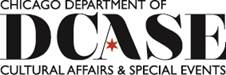 CHICAGO DEPARTMENT OF
DCASE
CULTURAL AFFAIRS & SPECIAL EVENTS